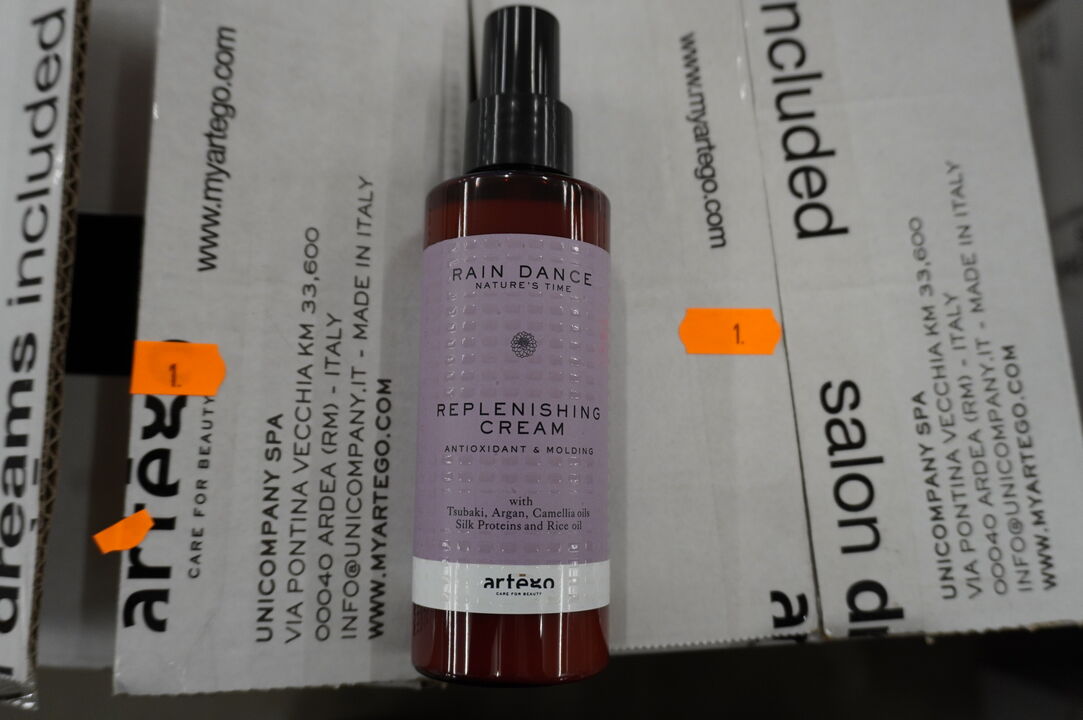 dreams included
www.myartego.com
1
artēgo
CARE FOR BEAUTY
UNICOMPANY SPA
VIA PONTINA VECCHIA KM 33,600
00040 ARDEA (RM) - ITALY
INFO@UNICOMPANY.IT - MADE IN ITALY
WWW.MYARTEGO.COM
RAIN DANCE
NATURE'S TIME
REPLENISHING
CREAM
ANTIOXIDANT & MOLDING
with
Tsubaki, Argan, Camellia oils
Silk Proteins and Rice oil
artēgo
CARE FOR BEAUTY
www.myartego.com
1.
ncluded
salon d
a
UNICOMPANY SPA
VIA PONTINA VECCHIA KM 33,600
00040 ARDEA (RM) - ITALY
INFO@UNICOMPANY.IT - MADE IN ITALY
WWW.MYARTEGO.COM